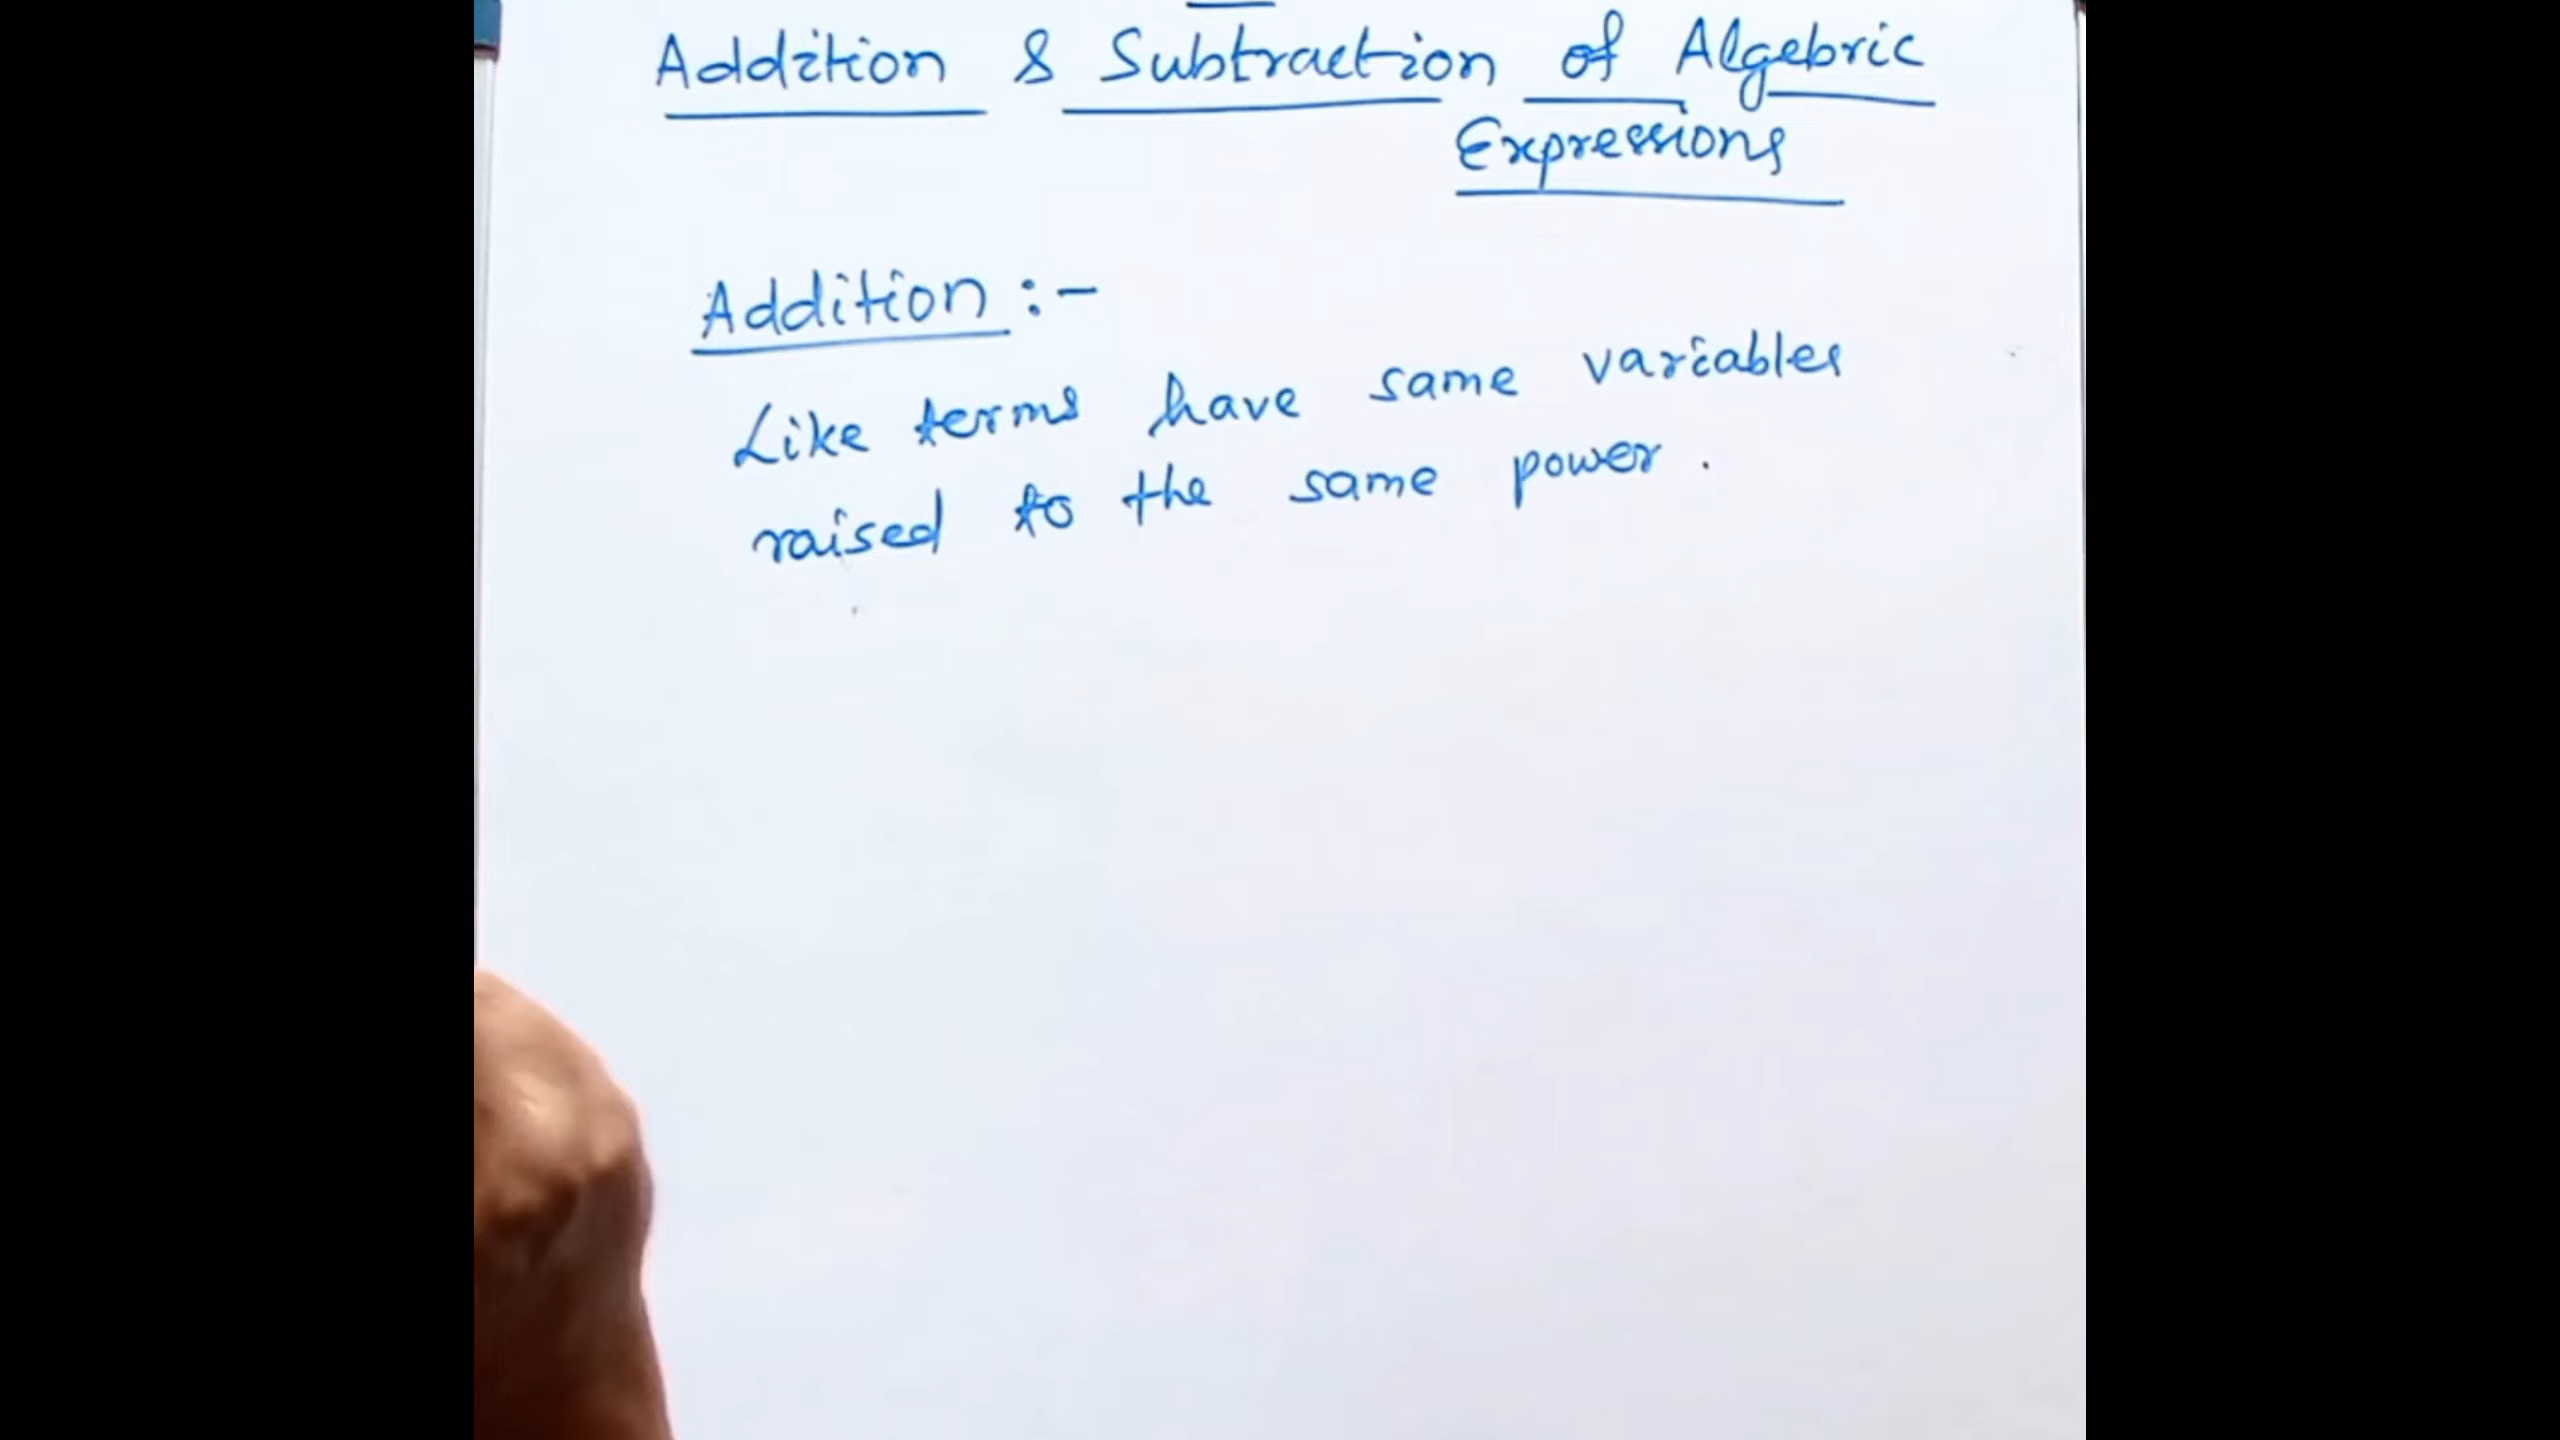 Addition & Subtraction of Algebric
Expressions
Addition :-
Like terms have same variables
raised to the same power.